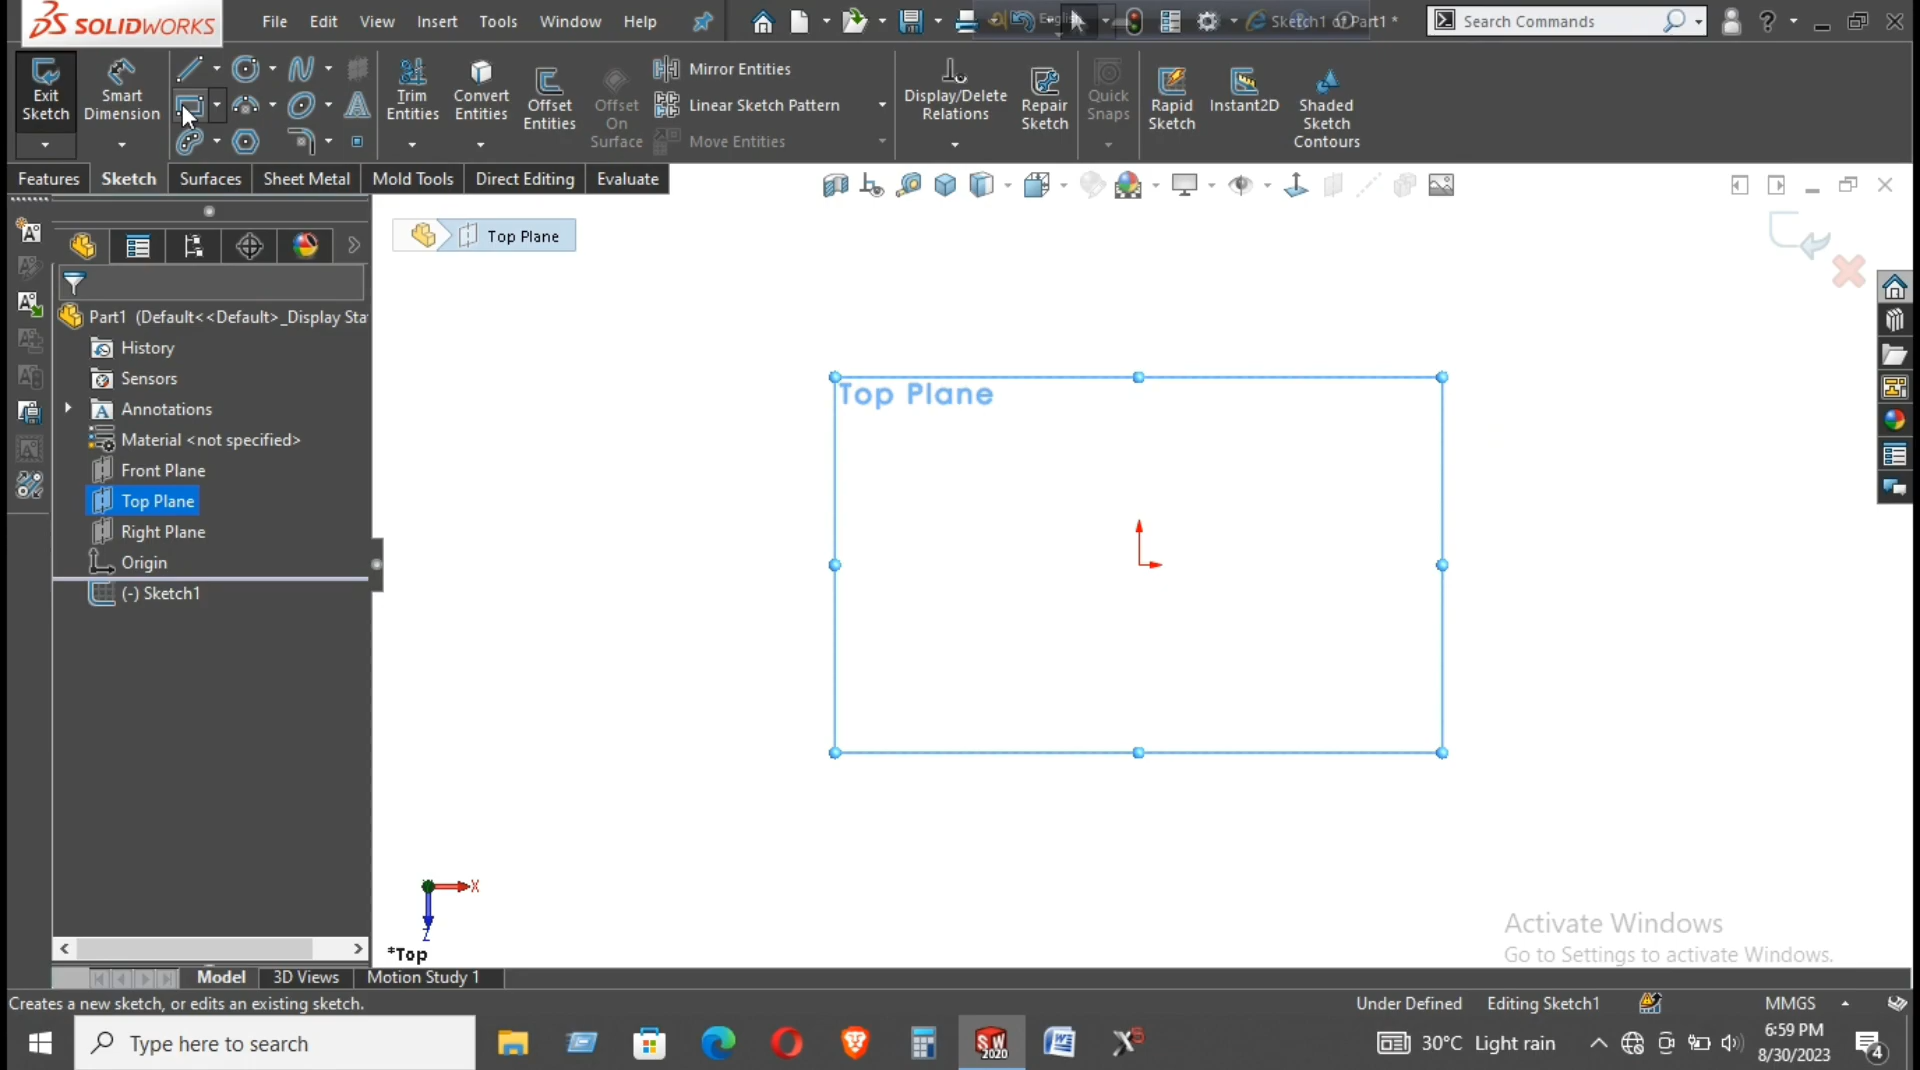 SOLIDWORKS File Edit View Insert Tools Window Help Sketch1 of Part1 * Search Commands
Exit Sketch
Smart Dimension
Trim Entities
Convert Entities
Offset Entities
Offset On Surface
Mirror Entities
Linear Sketch Pattern
Move Entities
Display/Delete Relations
Repair Sketch
Quick Snaps
Rapid Sketch
Instant2D
Shaded Sketch Contours
Features Sketch Surfaces Sheet Metal Mold Tools Direct Editing Evaluate
Top Plane
Part1 (Default<<Default>_Display Sta
History
Sensors
Annotations
Material <not specified>
Front Plane
Top Plane
Right Plane
Origin
(-) Sketch1
Top Plane
X
Z
*Top
Activate Windows
Go to Settings to activate Windows.
Model 3D Views Motion Study 1
Creates a new sketch, or edits an existing sketch. Under Defined Editing Sketch1 MMGS
Type here to search
SW 2020
30°C Light rain
6:59 PM
8/30/2023
4